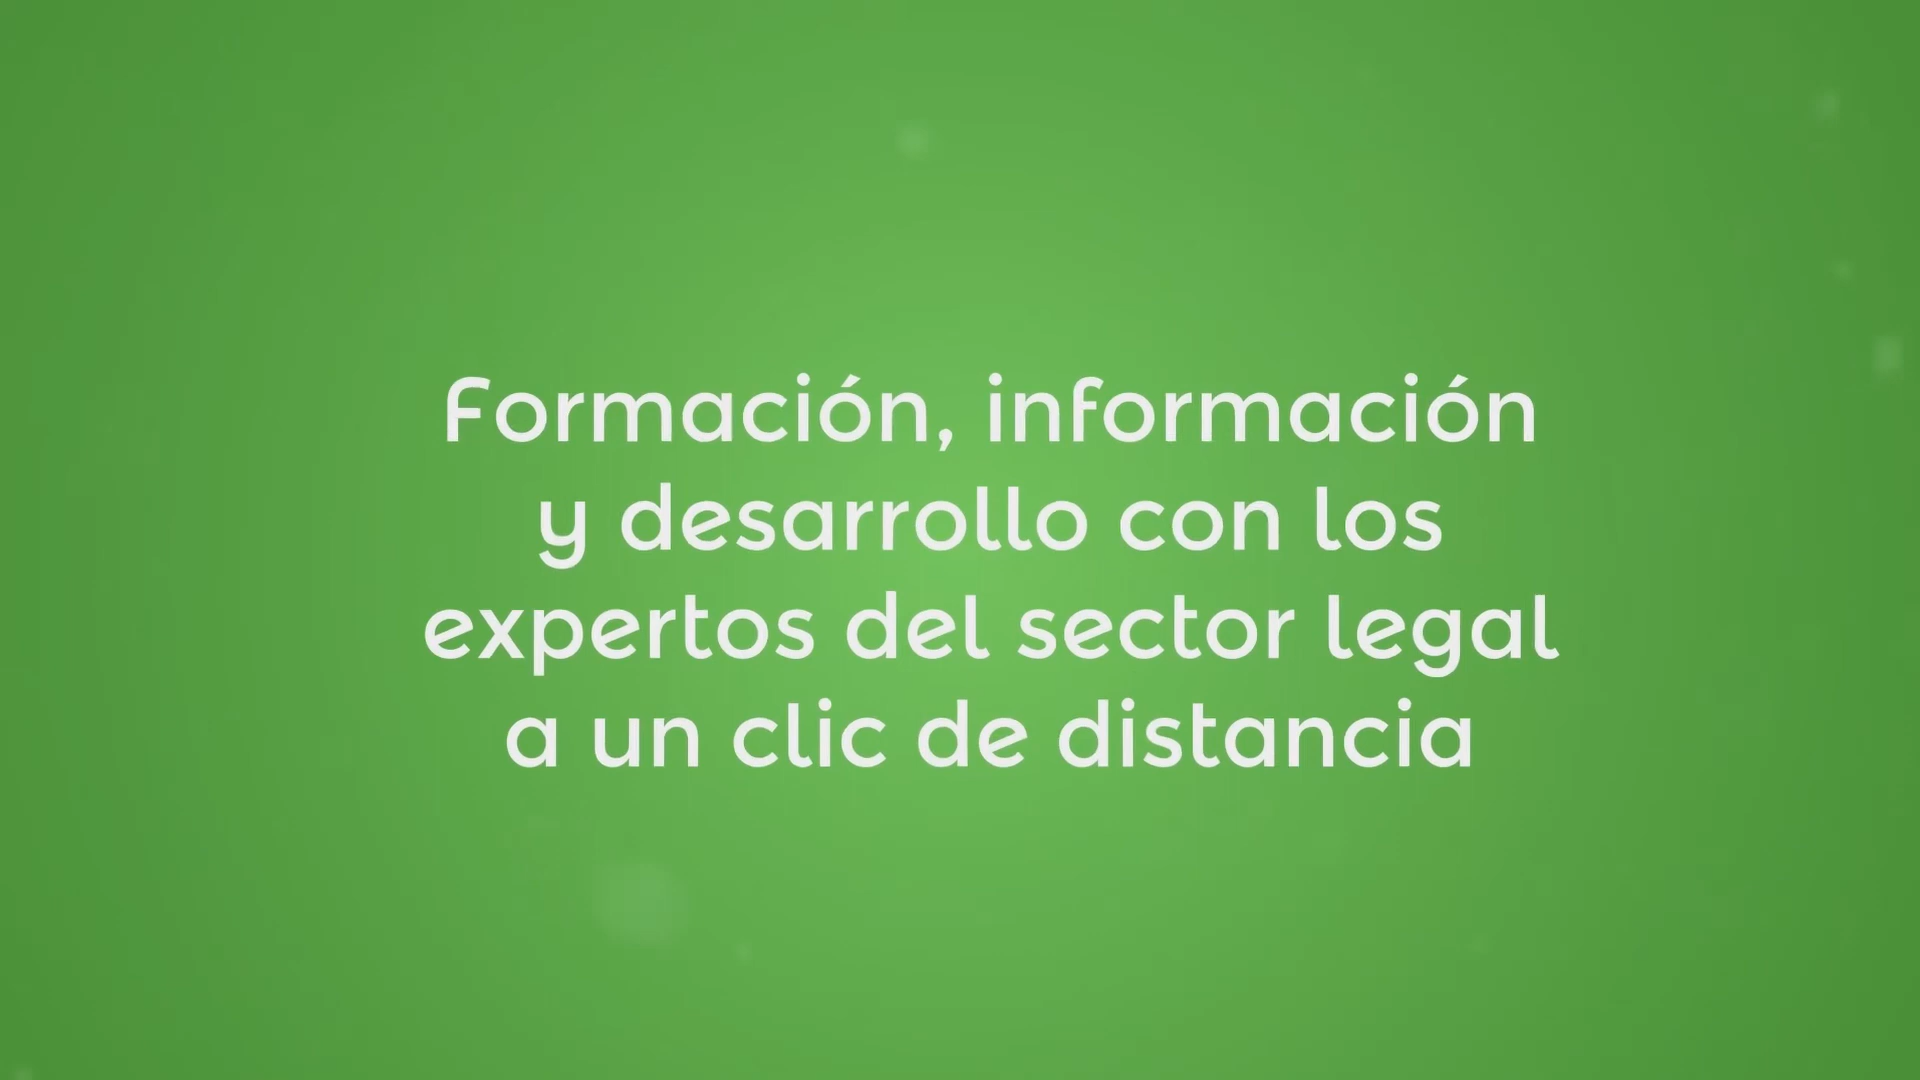 Formación, información
y desarrollo con los
expertos del sector legal
a un clic de distancia